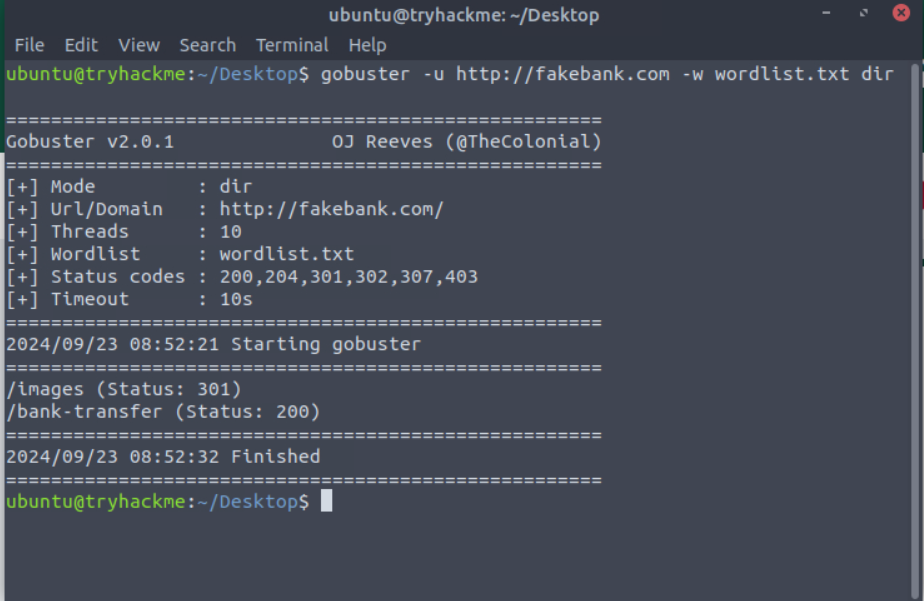 ubuntu@tryhackme: ~/Desktop
File Edit View Search Terminal Help
ubuntu@tryhackme:~/Desktop$ gobuster -u http://fakebank.com -w wordlist.txt dir
=====================================================
Gobuster v2.0.1              OJ Reeves (@TheColonial)
=====================================================
[+] Mode         : dir
[+] Url/Domain   : http://fakebank.com/
[+] Threads      : 10
[+] Wordlist     : wordlist.txt
[+] Status codes : 200,204,301,302,307,403
[+] Timeout      : 10s
=====================================================
2024/09/23 08:52:21 Starting gobuster
=====================================================
/images (Status: 301)
/bank-transfer (Status: 200)
=====================================================
2024/09/23 08:52:32 Finished
=====================================================
ubuntu@tryhackme:~/Desktop$